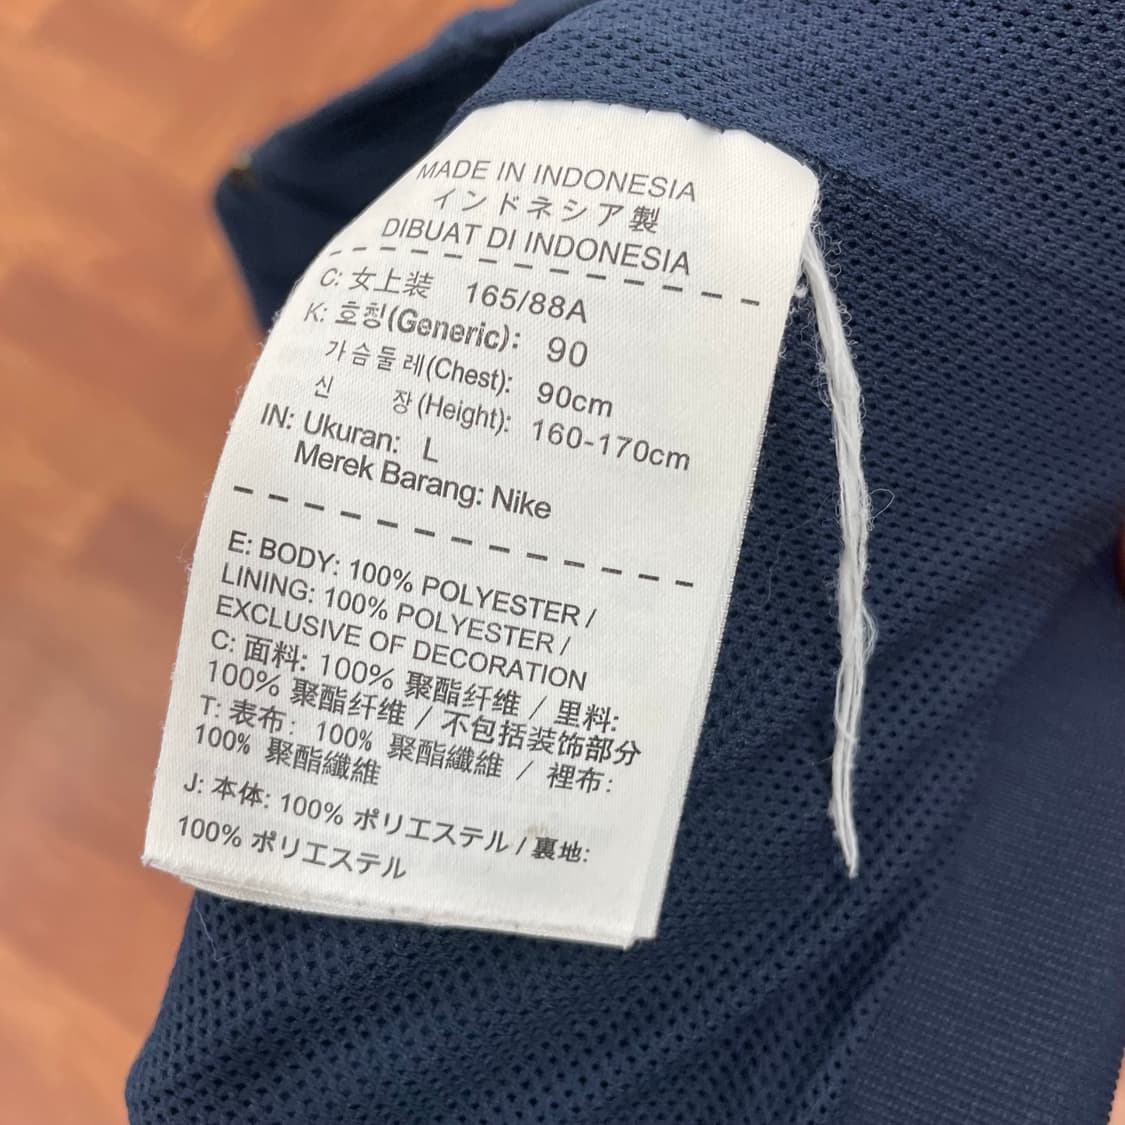 MADE IN INDONESIA
インドネシア製
DIBUAT DI INDONESIA
C: 女上装 165/88A
K: 호칭(Generic): 90
가슴둘레(Chest): 90cm
신 장(Height): 160-170cm
IN: Ukuran: L
Merek Barang: Nike
E: BODY: 100% POLYESTER /
LINING: 100% POLYESTER /
EXCLUSIVE OF DECORATION
C: 面料: 100% 聚酯纤维 / 里料:
100% 聚酯纤维 / 不包括装饰部分
T: 表布: 100% 聚酯纖維 / 裡布:
100% 聚酯纖維
J: 本体: 100% ポリエステル / 裏地:
100% ポリエステル